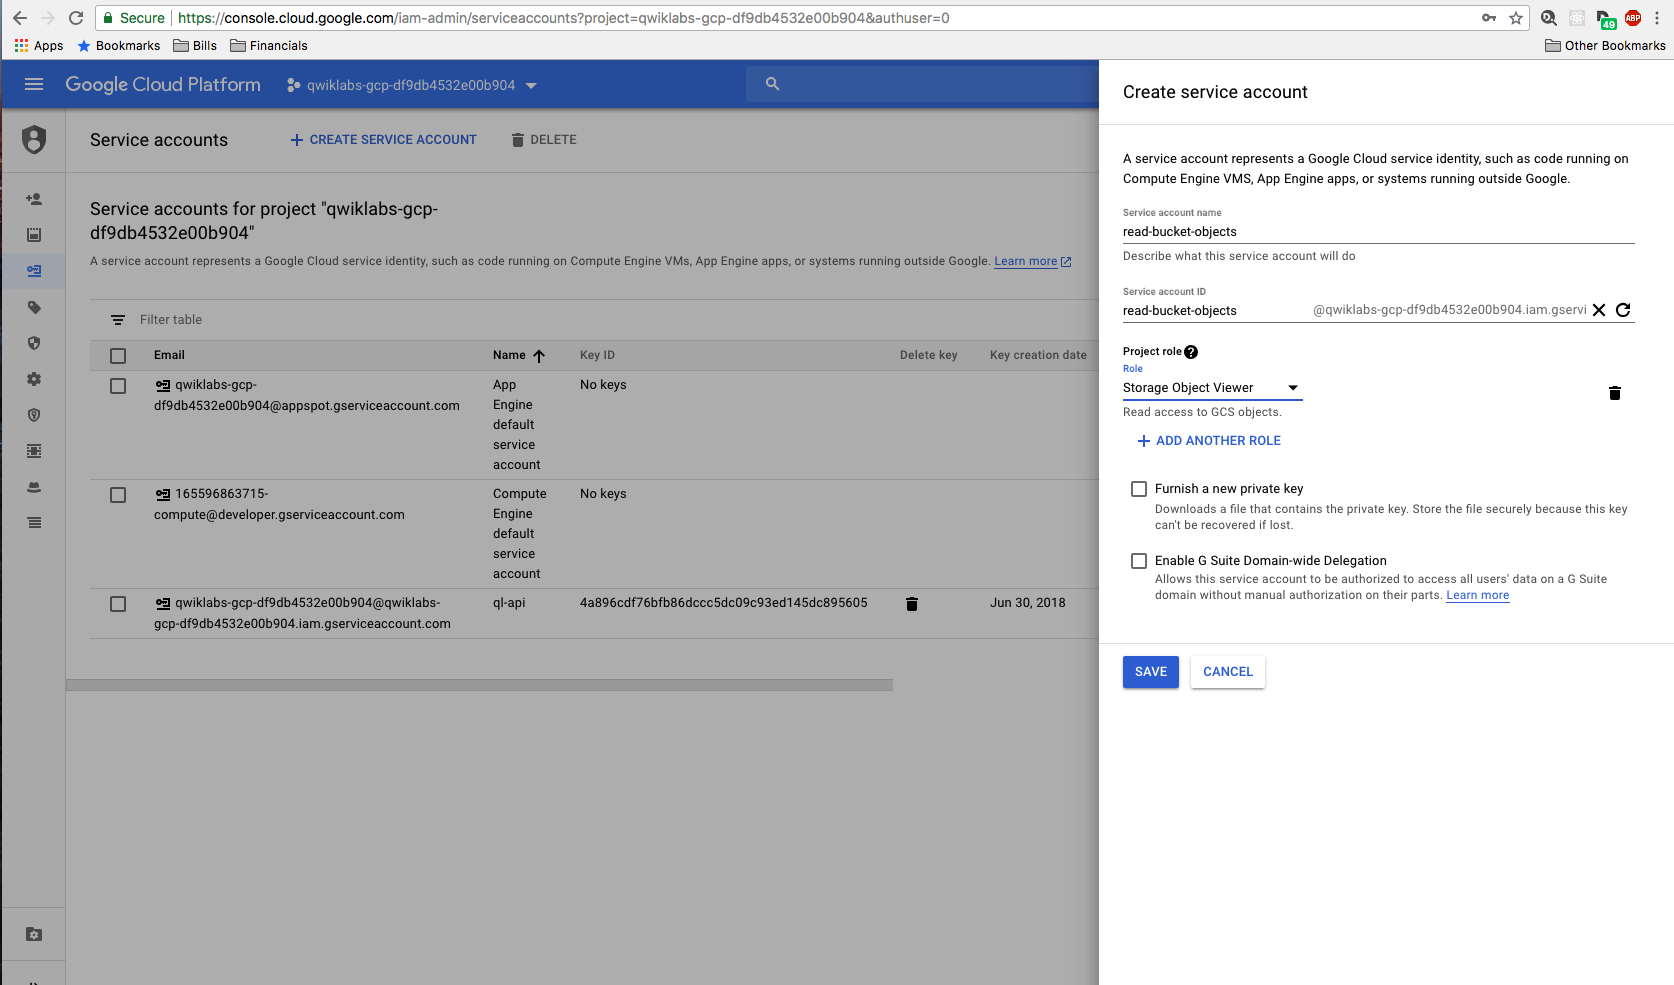 Secure https://console.cloud.google.com/iam-admin/serviceaccounts?project=qwiklabs-gcp-df9db4532e00b904&authuser=0
49
ABP
Apps Bookmarks Bills Financials Other Bookmarks
Google Cloud Platform qwiklabs-gcp-df9db4532e00b904
Service accounts CREATE SERVICE ACCOUNT DELETE
Service accounts for project "qwiklabs-gcp-
df9db4532e00b904"
A service account represents a Google Cloud service identity, such as code running on Compute Engine VMs, App Engine apps, or systems running outside Google. Learn more
Filter table
Email Name Key ID Delete key Key creation date
qwiklabs-gcp-
df9db4532e00b904@appspot.gserviceaccount.com
App
Engine
default
service
account
No keys
165596863715-
compute@developer.gserviceaccount.com
Compute
Engine
default
service
account
No keys
qwiklabs-gcp-df9db4532e00b904@qwiklabs-
gcp-df9db4532e00b904.iam.gserviceaccount.com
ql-api
4a896cdf76bfb86dccc5dc09c93ed145dc895605
Jun 30, 2018
Create service account
A service account represents a Google Cloud service identity, such as code running on
Compute Engine VMS, App Engine apps, or systems running outside Google.
Service account name
read-bucket-objects
Describe what this service account will do
Service account ID
read-bucket-objects @qwiklabs-gcp-df9db4532e00b904.iam.gservi
Project role
Role
Storage Object Viewer
Read access to GCS objects.
ADD ANOTHER ROLE
Furnish a new private key
Downloads a file that contains the private key. Store the file securely because this key
can't be recovered if lost.
Enable G Suite Domain-wide Delegation
Allows this service account to be authorized to access all users' data on a G Suite
domain without manual authorization on their parts. Learn more
SAVE CANCEL